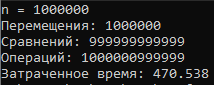 n = 1000000
Перемещения: 1000000
Сравнений: 999999999999
Операций: 1000000999999
Затраченное время: 470.538